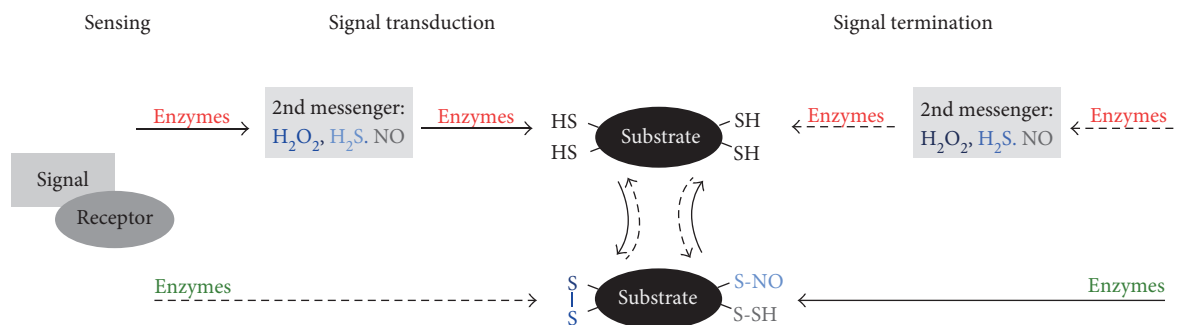 Sensing
Signal transduction
Signal termination
Enzymes
2nd messenger:
H₂O₂, H₂S. NO
Enzymes
HS
HS
Substrate
SH
SH
Enzymes
2nd messenger:
H₂O₂, H₂S. NO
Enzymes
Signal
Receptor
Enzymes
S
S
Substrate
S-NO
S-SH
Enzymes